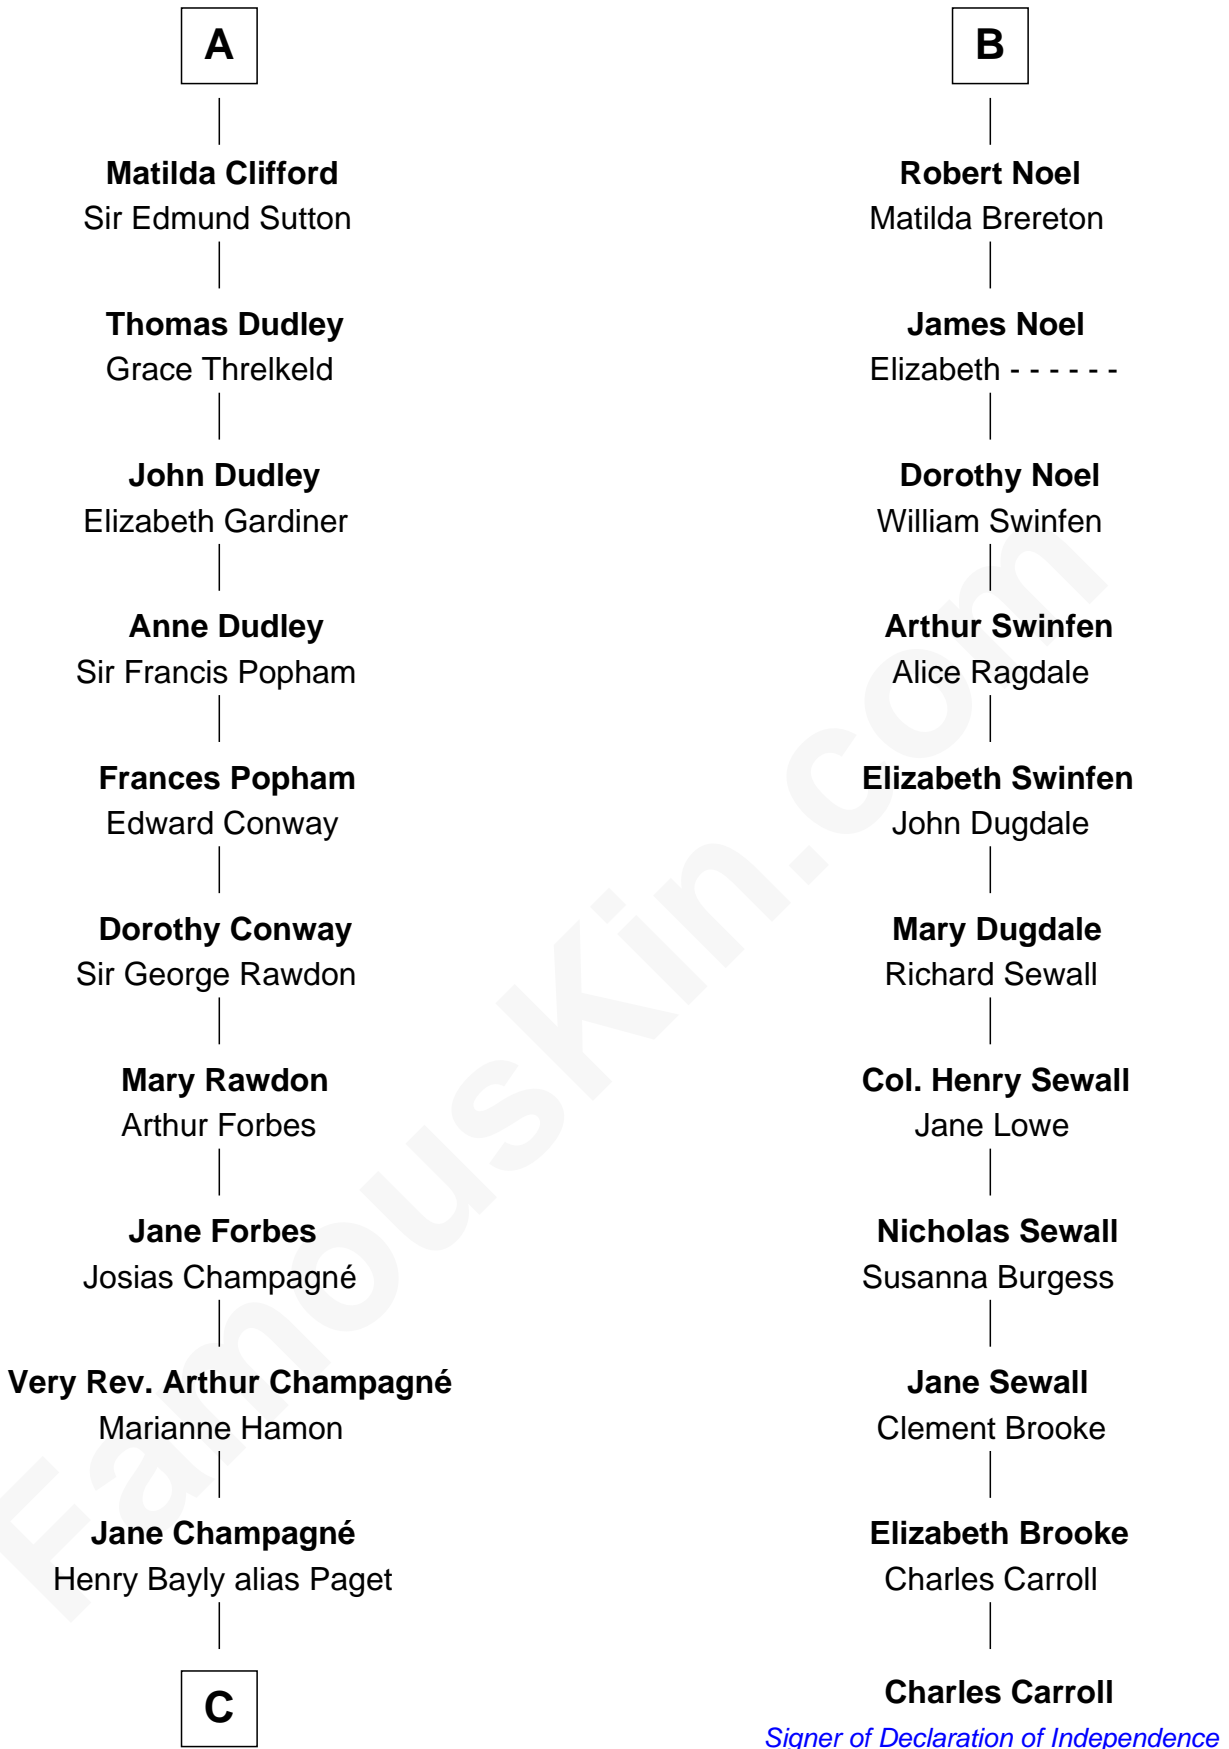 A
Matilda Clifford
Sir Edmund Sutton
Thomas Dudley
Grace Threlkeld
John Dudley
Elizabeth Gardiner
Anne Dudley
Sir Francis Popham
Frances Popham
Edward Conway
Dorothy Conway
Sir George Rawdon
Mary Rawdon
Arthur Forbes
Jane Forbes
Josias Champagné
Very Rev. Arthur Champagné
Marianne Hamon
Jane Champagné
Henry Bayly alias Paget
C
B
Robert Noel
Matilda Brereton
James Noel
Elizabeth - - - - - -
Dorothy Noel
William Swinfen
Arthur Swinfen
Alice Ragdale
Elizabeth Swinfen
John Dugdale
Mary Dugdale
Richard Sewall
Col. Henry Sewall
Jane Lowe
Nicholas Sewall
Susanna Burgess
Jane Sewall
Clement Brooke
Elizabeth Brooke
Charles Carroll
Charles Carroll
Signer of Declaration of Independence
FamousKin.com